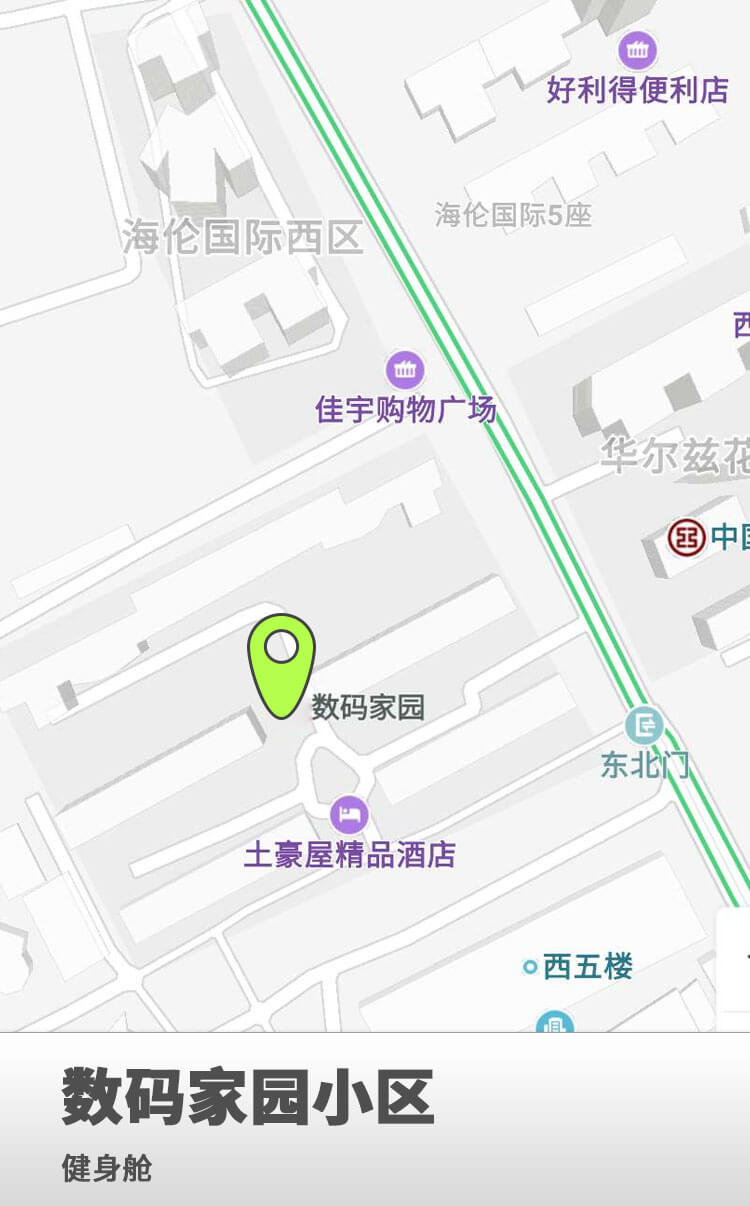 好利得便利店
海伦国际5座
海伦国际西区
西
佳宇购物广场
华尔兹花
中国
数码家园
东北门
土豪屋精品酒店
西五楼
数码家园小区
健身舱